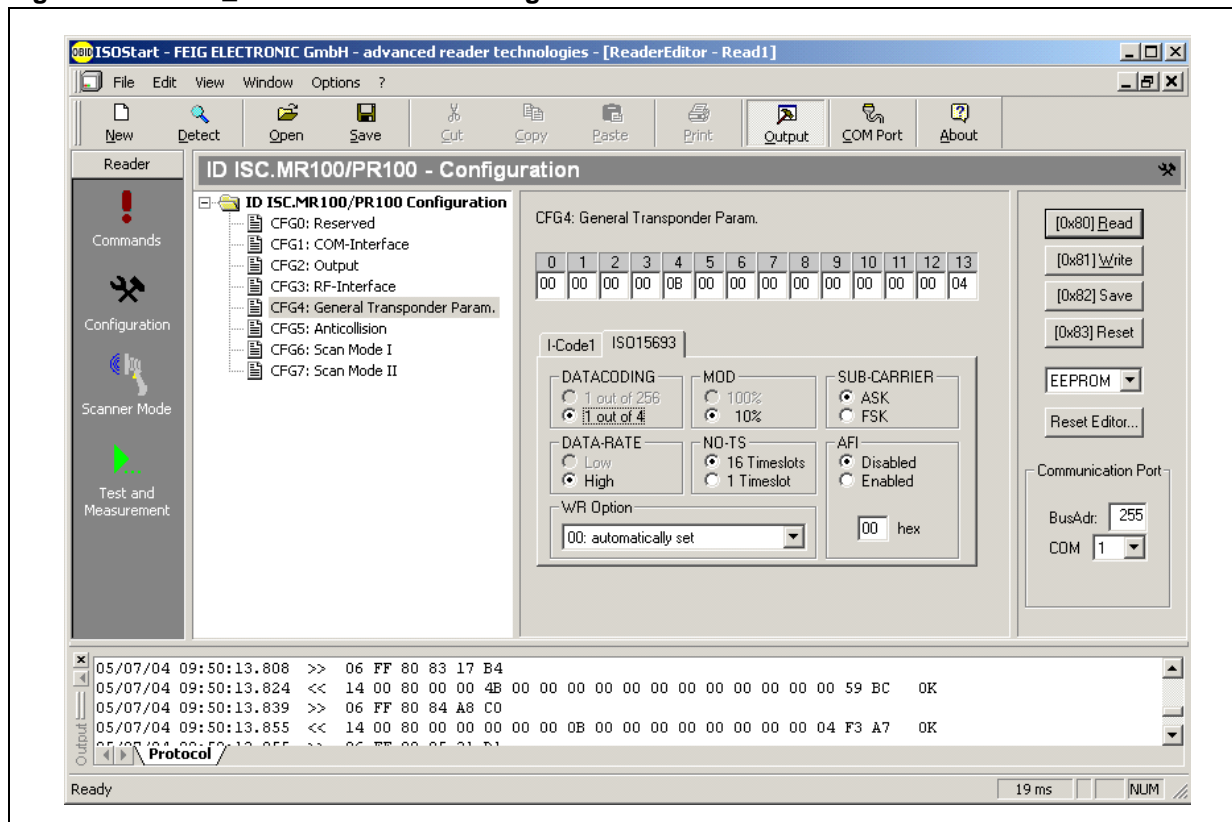 OBID ISOStart - FEIG ELECTRONIC GmbH - advanced reader technologies - [ReaderEditor - Read1]
File Edit View Window Options ?
New Detect Open Save Cut Copy Paste Print Output COM Port About
Reader
ID ISC.MR100/PR100 - Configuration
Commands
Configuration
Scanner Mode
Test and
Measurement
ID ISC.MR100/PR100 Configuration
CFG0: Reserved
CFG1: COM-Interface
CFG2: Output
CFG3: RF-Interface
CFG4: General Transponder Param.
CFG5: Anticollision
CFG6: Scan Mode I
CFG7: Scan Mode II
CFG4: General Transponder Param.
0 1 2 3 4 5 6 7 8 9 10 11 12 13
00 00 00 00 0B 00 00 00 00 00 00 00 00 04
I-Code1 ISO15693
DATACODING
1 out of 256
1 out of 4
MOD
100%
10%
SUB-CARRIER
ASK
FSK
DATA-RATE
Low
High
NO-TS
16 Timeslots
1 Timeslot
AFI
Disabled
Enabled
00 hex
WR Option
00: automatically set
[0x80] Read
[0x81] Write
[0x82] Save
[0x83] Reset
EEPROM
Reset Editor...
Communication Port
BusAdr: 255
COM 1
05/07/04 09:50:13.808 >> 06 FF 80 83 17 B4
05/07/04 09:50:13.824 << 14 00 80 00 00 4B 00 00 00 00 00 00 00 00 00 00 00 59 BC OK
05/07/04 09:50:13.839 >> 06 FF 80 84 A8 C0
05/07/04 09:50:13.855 << 14 00 80 00 00 00 00 00 0B 00 00 00 00 00 00 00 00 04 F3 A7 OK
Output
Protocol
Ready
19 ms NUM